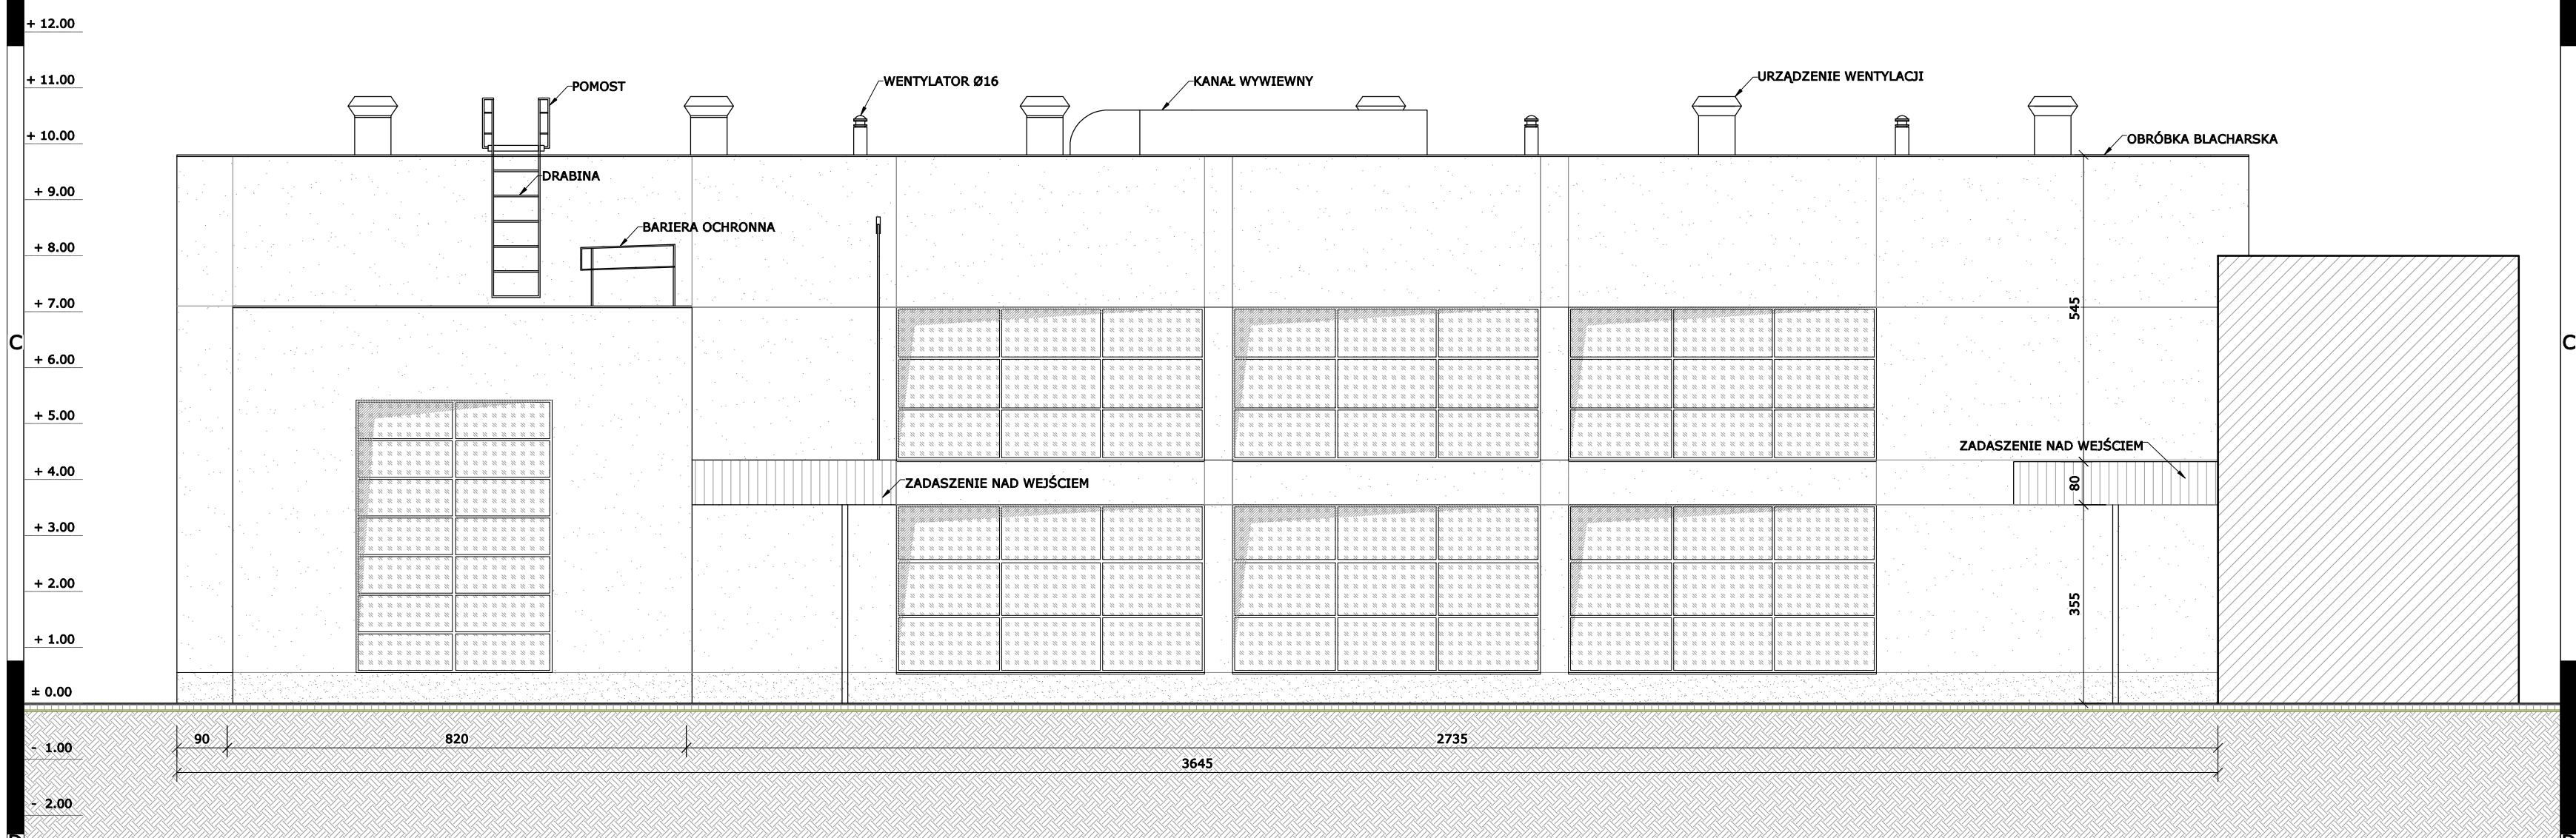 + 12.00
+ 11.00
+ 10.00
+ 9.00
+ 8.00
+ 7.00
+ 6.00
+ 5.00
+ 4.00
+ 3.00
+ 2.00
+ 1.00
± 0.00
- 1.00
- 2.00
C
POMOST
WENTYLATOR Ø16
KANAŁ WYWIEWNY
URZĄDZENIE WENTYLACJI
OBRÓBKA BLACHARSKA
DRABINA
BARIERA OCHRONNA
545
C
ZADASZENIE NAD WEJŚCIEM
ZADASZENIE NAD WEJŚCIEM
80
355
90
820
2735
3645